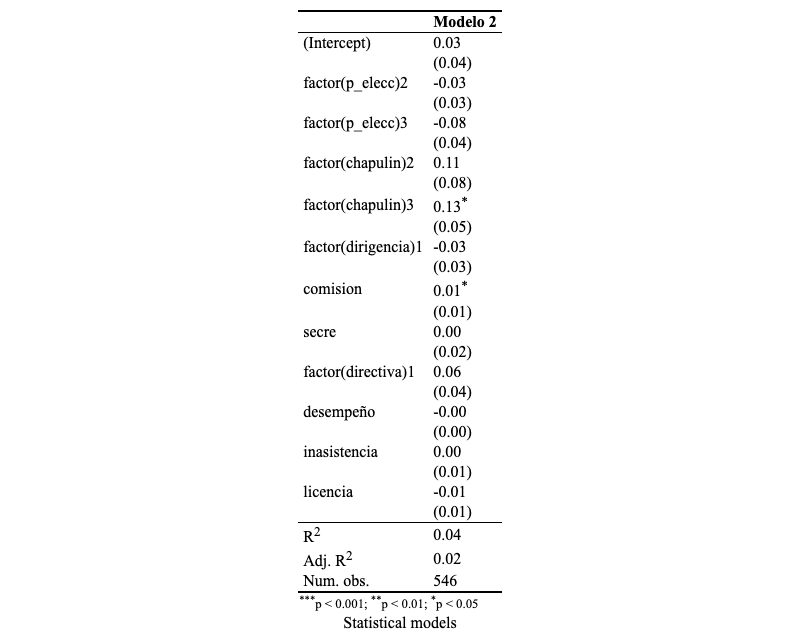 Modelo 2
(Intercept) 0.03
(0.04)
factor(p_elecc)2 -0.03
(0.03)
factor(p_elecc)3 -0.08
(0.04)
factor(chapulin)2 0.11
(0.08)
factor(chapulin)3 0.13*
(0.05)
factor(dirigencia)1 -0.03
(0.03)
comision 0.01*
(0.01)
secre 0.00
(0.02)
factor(directiva)1 0.06
(0.04)
desempeño -0.00
(0.00)
inasistencia 0.00
(0.01)
licencia -0.01
(0.01)
R2 0.04
Adj. R2 0.02
Num. obs. 546
***p < 0.001; **p < 0.01; *p < 0.05
Statistical models